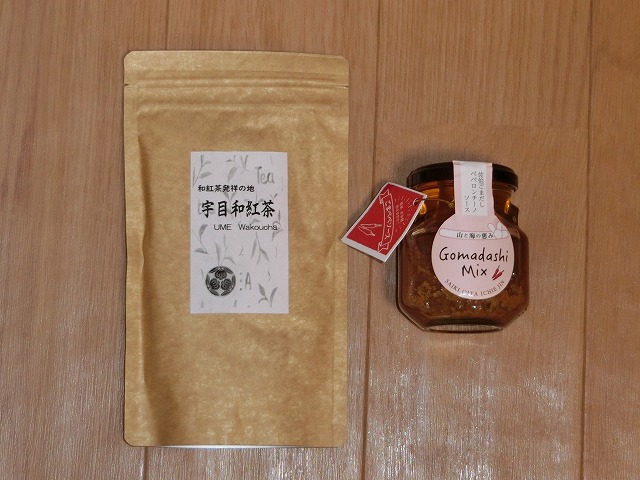 Tea
和紅茶発祥の地
宇目和紅茶
UME Wakoucha
佐伯ごまだし
ペペロンチーノ
ソース
山と海の恵み
Gomadashi
Mix